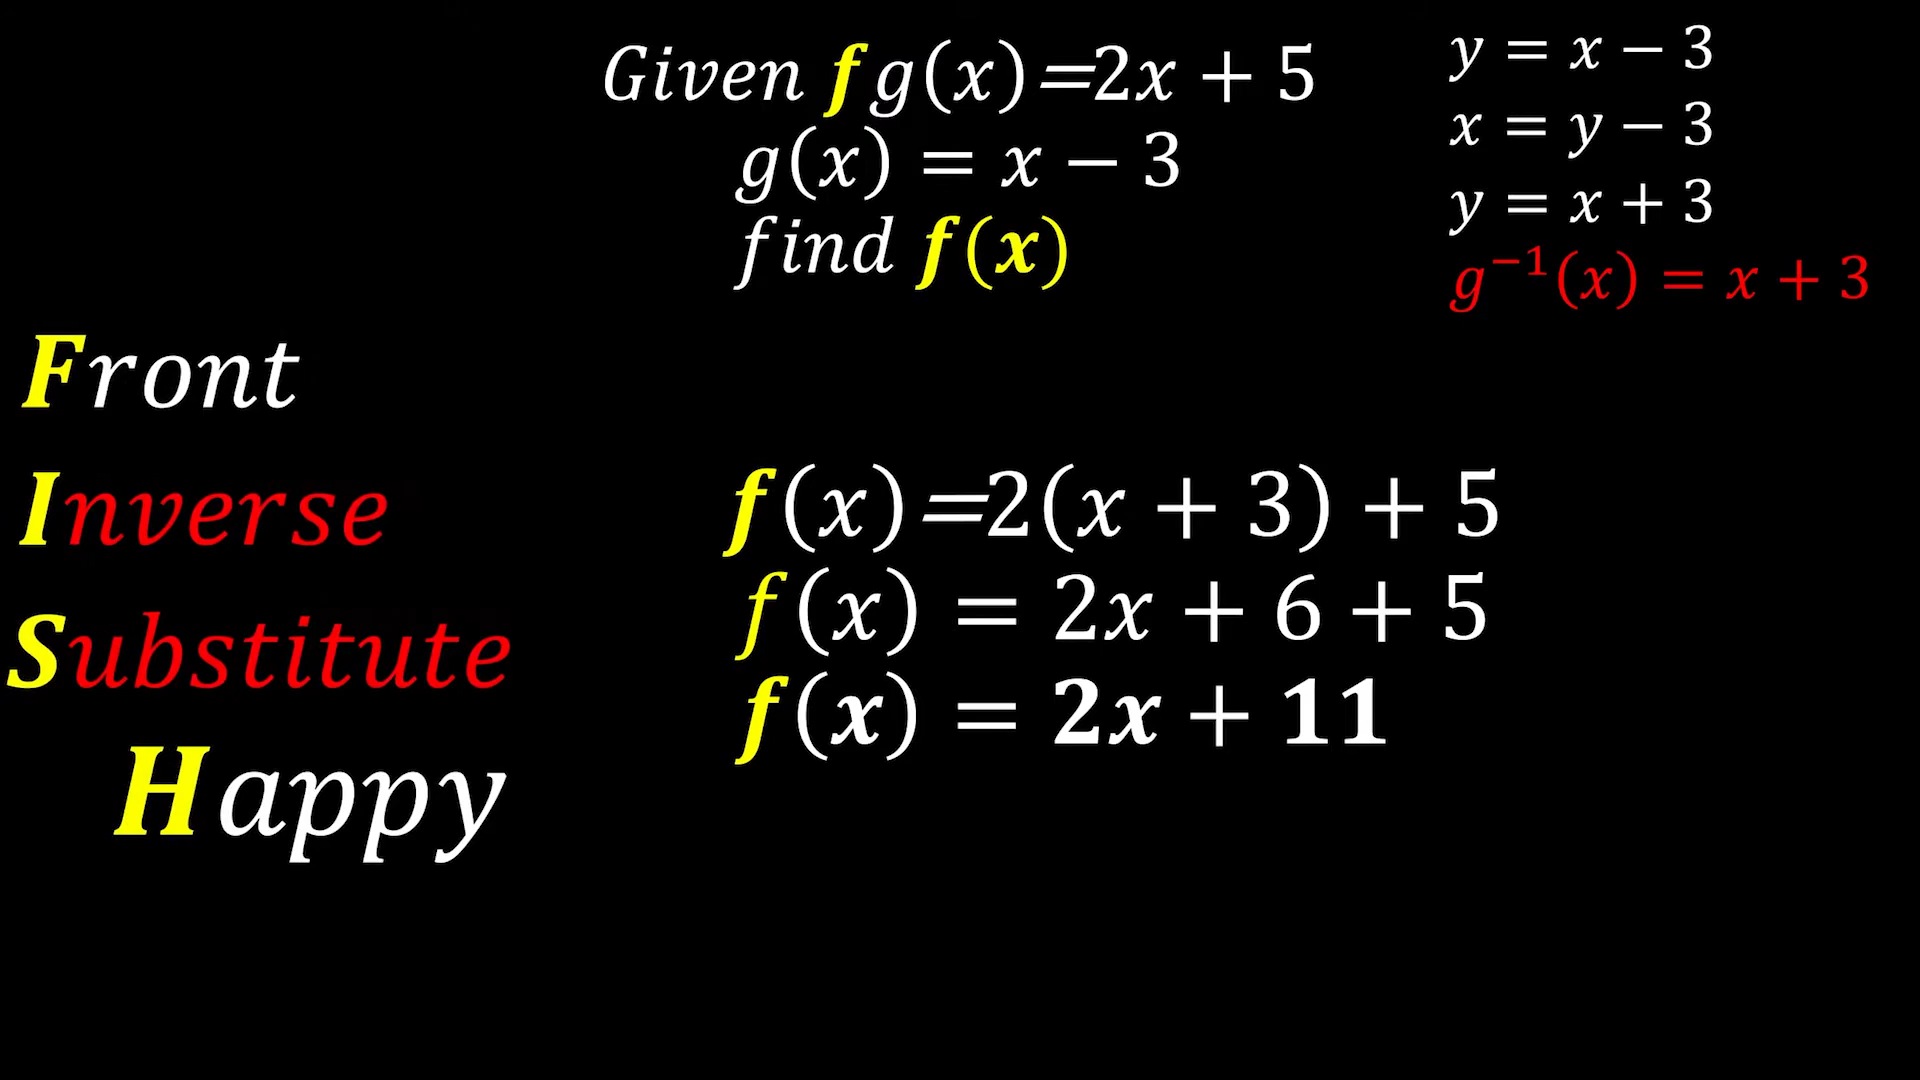 Given fg(x)=2x + 5
g(x) = x − 3
find f(x)
y = x − 3
x = y − 3
y = x + 3
g⁻¹(x) = x + 3
Front
Inverse
Substitute
Happy
f(x)=2(x + 3) + 5
f(x) = 2x + 6 + 5
f(x) = 2x + 11